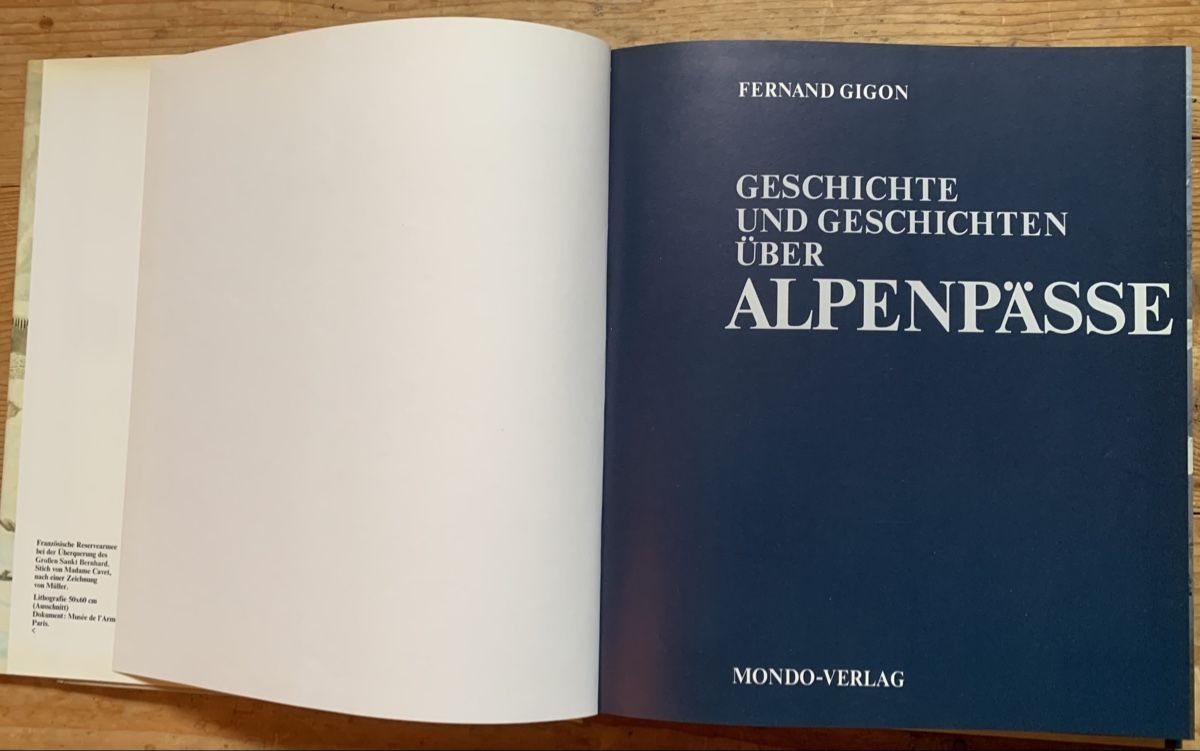 Französische Reservearmee
bei der Überquerung des
Großen Sankt Bernhard.
Stich von Madame Cavel,
nach einer Zeichnung
von Müller.
Lithografie 50x60 cm
(Ausschnitt)
Dokument: Musée de l'Arm
Paris.
<
FERNAND GIGON
GESCHICHTE
UND GESCHICHTEN
ÜBER
ALPENPÄSSE
MONDO-VERLAG